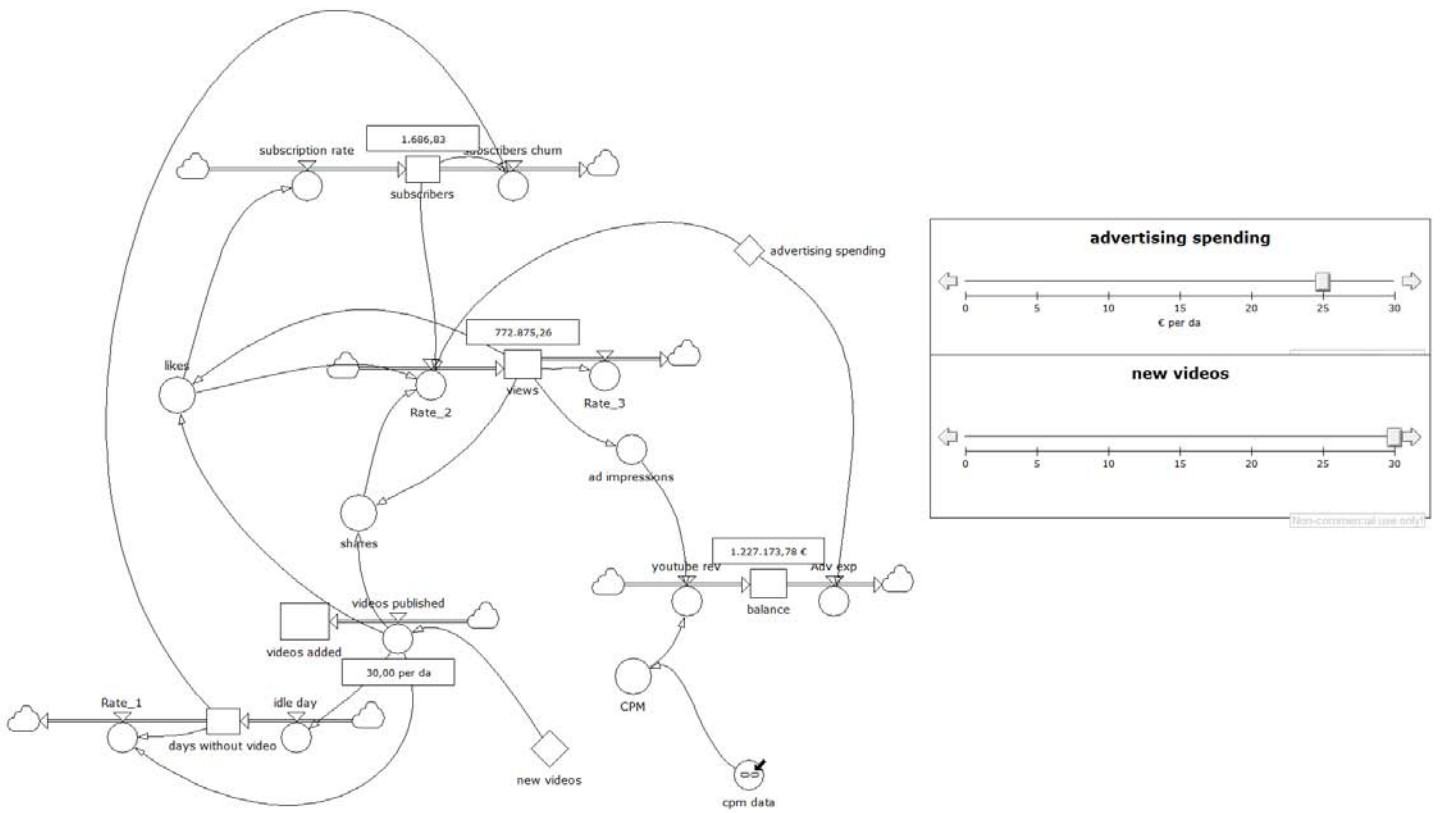 1.686,83
subscription rate
subscribers churn
subscribers
advertising spending
772.875,26
likes
views
Rate_2
Rate_3
ad impressions
shares
1.227.173,78 €
youtube rev
Adv exp
balance
videos published
videos added
30,00 per da
Rate_1
idle day
days without video
CPM
new videos
cpm data
advertising spending
0 5 10 15 20 25 30
€ per da
new videos
0 5 10 15 20 25 30
Non-commercial use only!